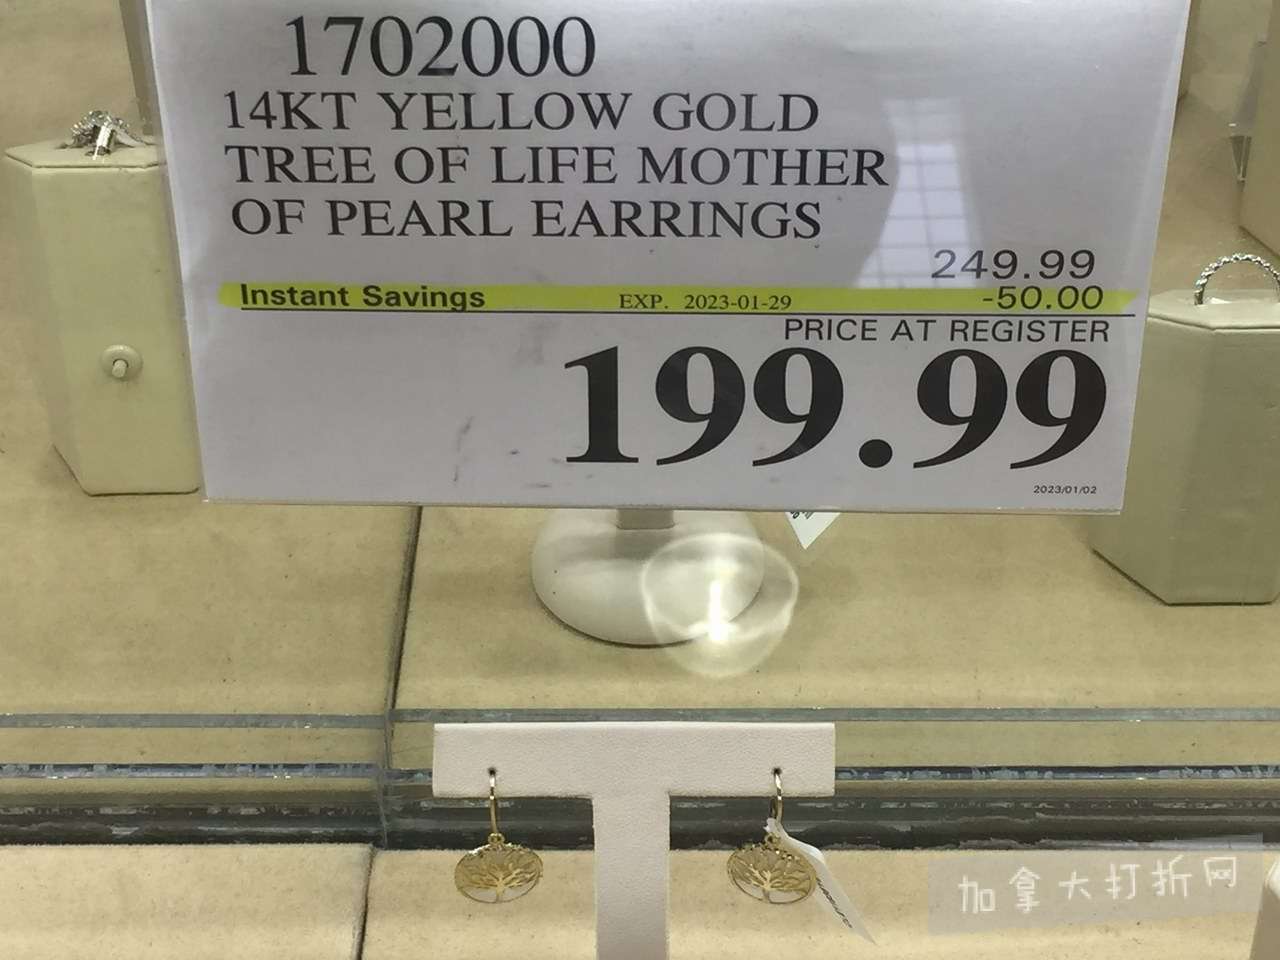 1702000
14KT YELLOW GOLD
TREE OF LIFE MOTHER
OF PEARL EARRINGS
249.99
Instant Savings EXP. 2023-01-29 -50.00
PRICE AT REGISTER
199.99
2023/01/02
加拿大打折网